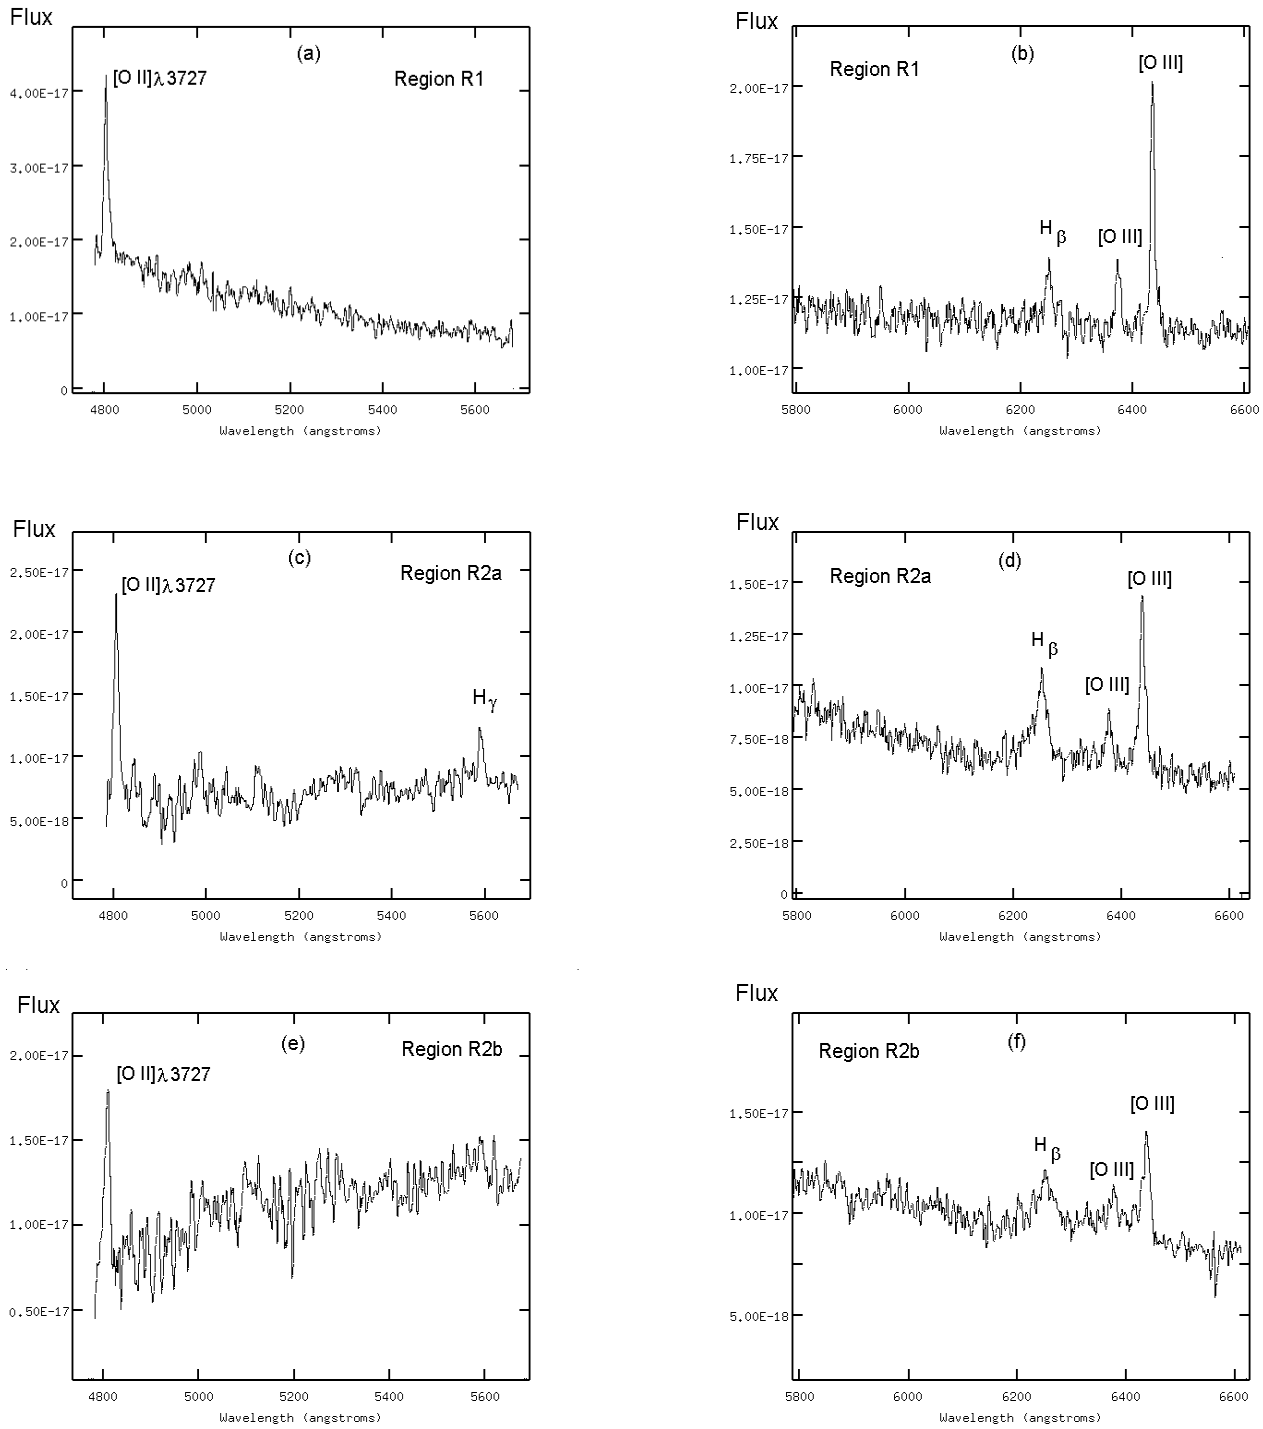 Flux
(a)
[O II]λ3727
Region R1
4.00E-17
3.00E-17
2.00E-17
1.00E-17
0
4800 5000 5200 5400 5600
Wavelength (angstroms)
Flux
(b)
Region R1
[O III]
2.00E-17
1.75E-17
1.50E-17
Hβ
[O III]
1.25E-17
1.00E-17
5800 6000 6200 6400 6600
Wavelength (angstroms)
Flux
(c)
Region R2a
2.50E-17
[O II]λ3727
2.00E-17
1.50E-17
Hγ
1.00E-17
5.00E-18
0
4800 5000 5200 5400 5600
Wavelength (angstroms)
Flux
(d)
Region R2a
[O III]
1.50E-17
1.25E-17
Hβ
[O III]
1.00E-17
7.50E-18
5.00E-18
2.50E-18
0
5800 6000 6200 6400 6600
Wavelength (angstroms)
Flux
(e)
Region R2b
2.00E-17
[O II]λ3727
1.50E-17
1.00E-17
0.50E-17
4800 5000 5200 5400 5600
Wavelength (angstroms)
Flux
(f)
Region R2b
[O III]
1.50E-17
Hβ
[O III]
1.00E-17
5.00E-18
5800 6000 6200 6400 6600
Wavelength (angstroms)